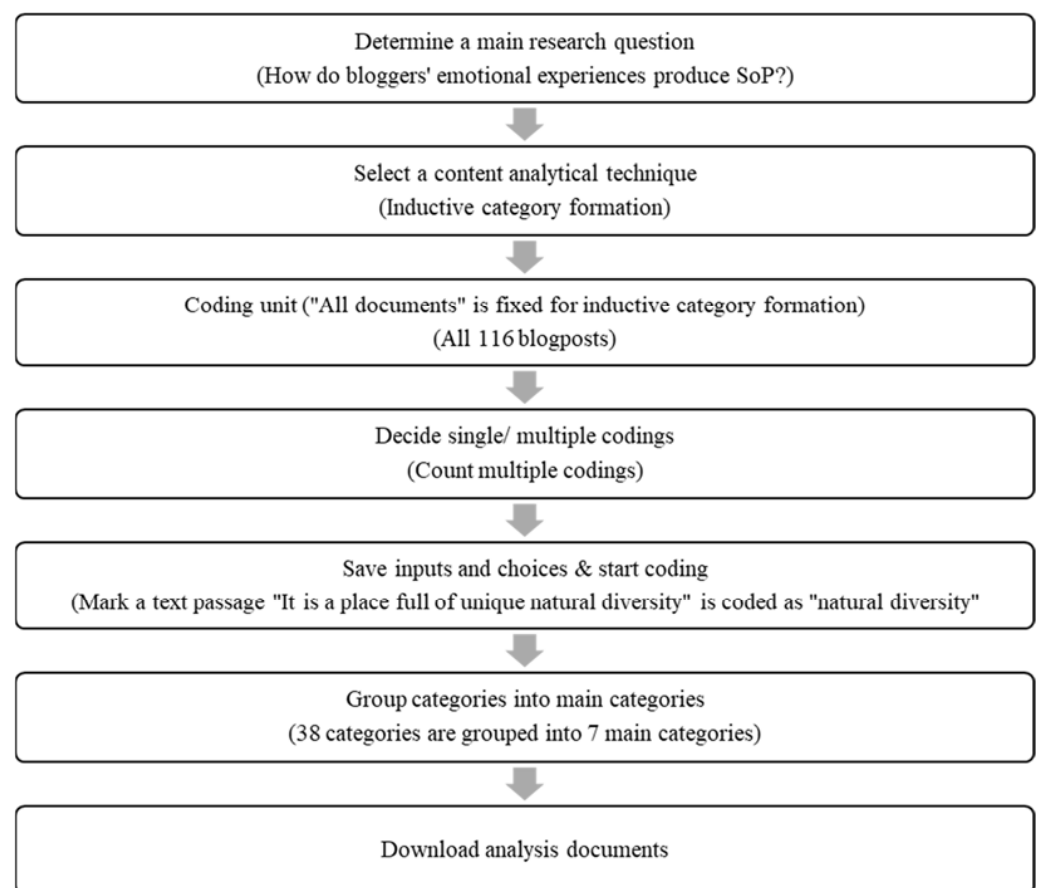 Determine a main research question
(How do bloggers' emotional experiences produce SoP?)
Select a content analytical technique
(Inductive category formation)
Coding unit ("All documents" is fixed for inductive category formation)
(All 116 blogposts)
Decide single/ multiple codings
(Count multiple codings)
Save inputs and choices & start coding
(Mark a text passage "It is a place full of unique natural diversity" is coded as "natural diversity"
Group categories into main categories
(38 categories are grouped into 7 main categories)
Download analysis documents